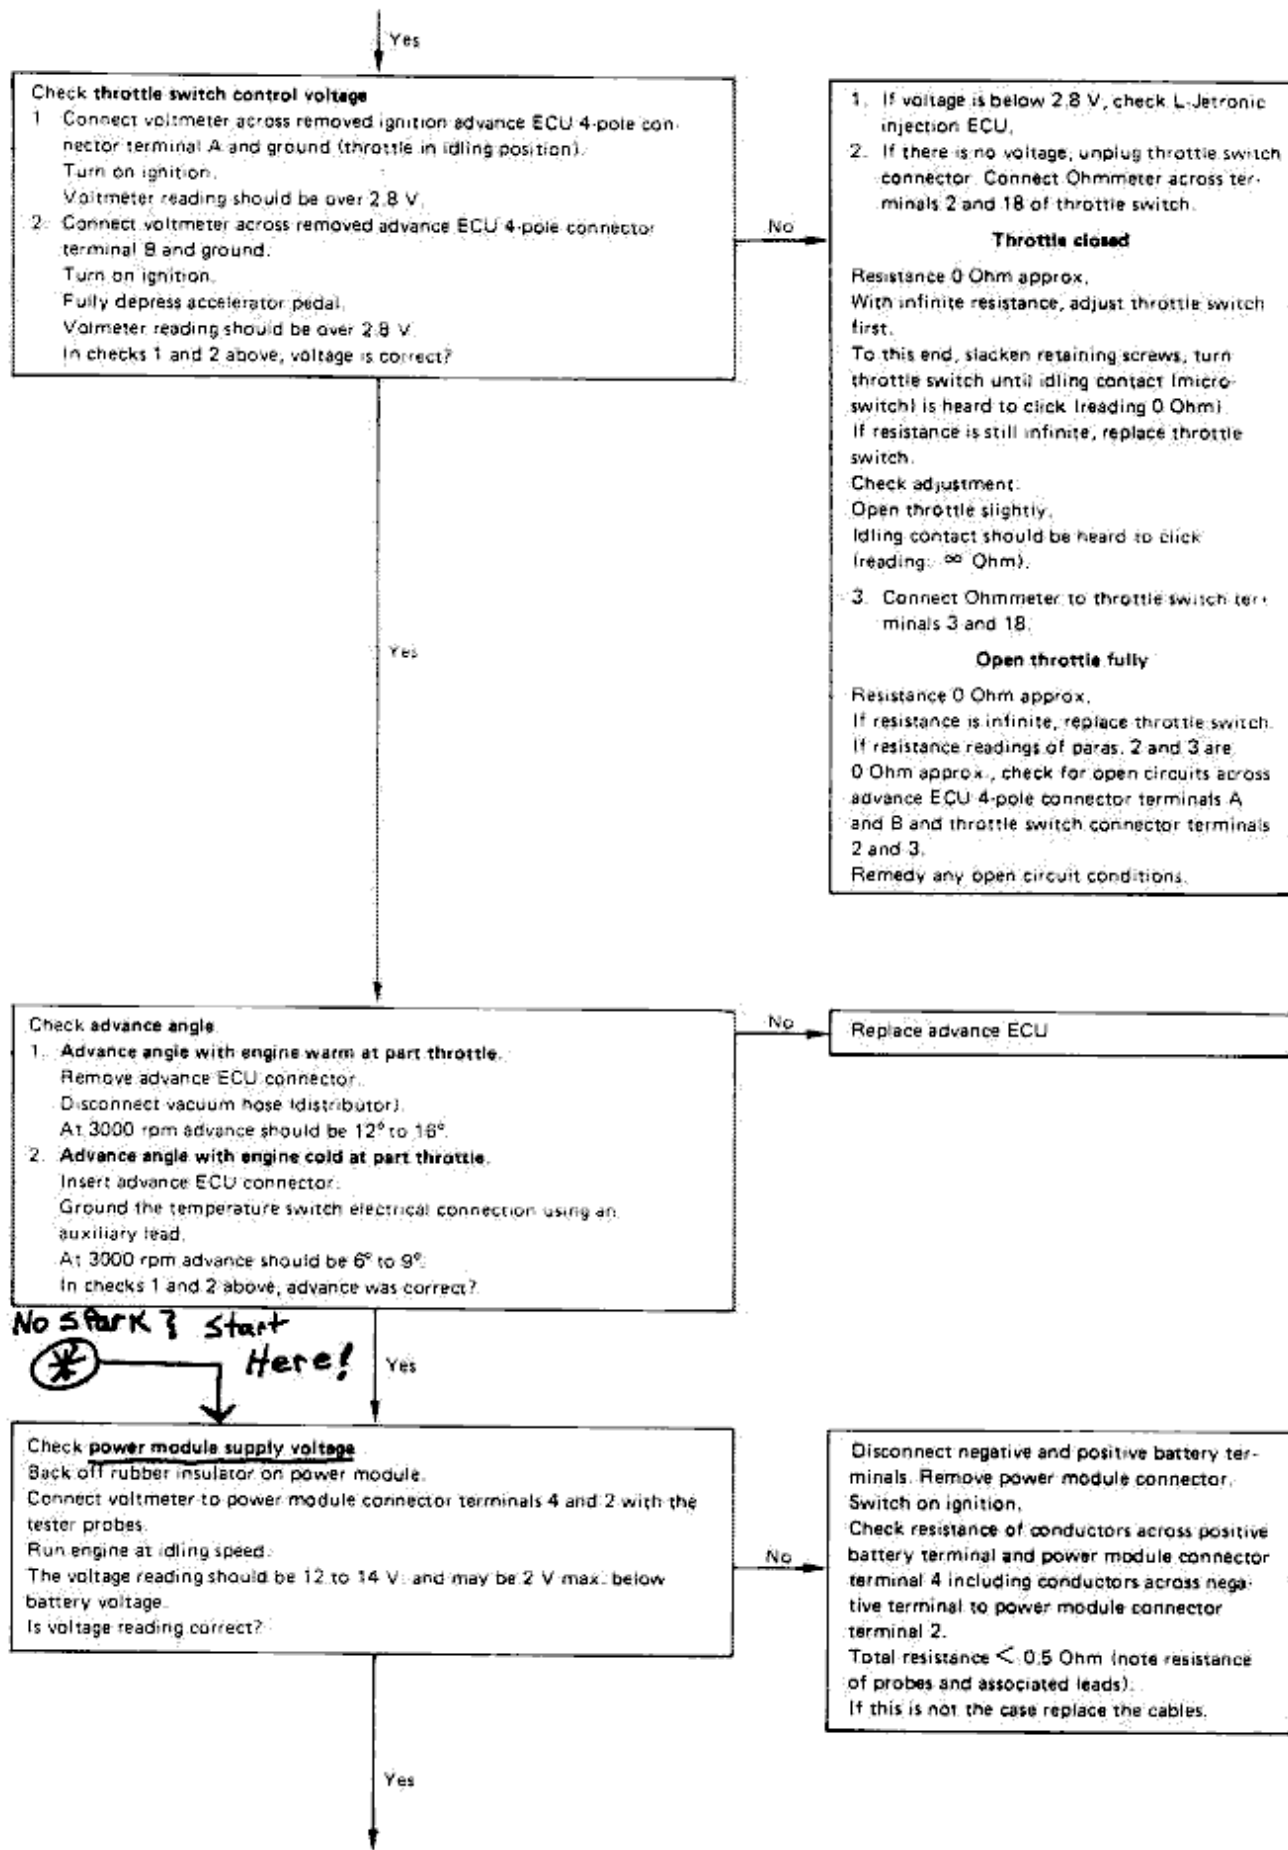 Yes
Check throttle switch control voltage
1 Connect voltmeter across removed ignition advance ECU 4-pole con-
nector terminal A and ground (throttle in idling position).
Turn on ignition.
Voltmeter reading should be over 2.8 V.
2. Connect voltmeter across removed advance ECU 4-pole connector
terminal B and ground.
Turn on ignition.
Fully depress accelerator pedal.
Volmeter reading should be over 2.8 V.
In checks 1 and 2 above, voltage is correct?
No
1. If voltage is below 2.8 V, check L-Jetronic
injection ECU.
2. If there is no voltage, unplug throttle switch
connector. Connect Ohmmeter across ter-
minals 2 and 18 of throttle switch.
Throttle closed
Resistance 0 Ohm approx.
With infinite resistance, adjust throttle switch
first.
To this end, slacken retaining screws, turn
throttle switch until idling contact (micro-
switch) is heard to click (reading 0 Ohm)
If resistance is still infinite, replace throttle
switch.
Check adjustment:
Open throttle slightly.
Idling contact should be heard to click
(reading: ∞ Ohm).
3. Connect Ohmmeter to throttle switch ter-
minals 3 and 18.
Open throttle fully
Resistance 0 Ohm approx.
If resistance is infinite, replace throttle switch.
If resistance readings of paras. 2 and 3 are
0 Ohm approx., check for open circuits across
advance ECU 4-pole connector terminals A
and B and throttle switch connector terminals
2 and 3.
Remedy any open circuit conditions.
Yes
Check advance angle
1. Advance angle with engine warm at part throttle.
Remove advance ECU connector.
Disconnect vacuum hose (distributor).
At 3000 rpm advance should be 12° to 16°.
2. Advance angle with engine cold at part throttle.
Insert advance ECU connector.
Ground the temperature switch electrical connection using an
auxiliary lead.
At 3000 rpm advance should be 6° to 9°.
In checks 1 and 2 above, advance was correct?
No
Replace advance ECU
No Spark } Start
Here!
Yes
Check power module supply voltage
Back off rubber insulator on power module.
Connect voltmeter to power module connector terminals 4 and 2 with the
tester probes.
Run engine at idling speed.
The voltage reading should be 12 to 14 V. and may be 2 V max. below
battery voltage.
Is voltage reading correct?
No
Disconnect negative and positive battery ter-
minals. Remove power module connector.
Switch on ignition.
Check resistance of conductors across positive
battery terminal and power module connector
terminal 4 including conductors across nega-
tive terminal to power module connector
terminal 2.
Total resistance < 0.5 Ohm (note resistance
of probes and associated leads).
If this is not the case replace the cables.
Yes